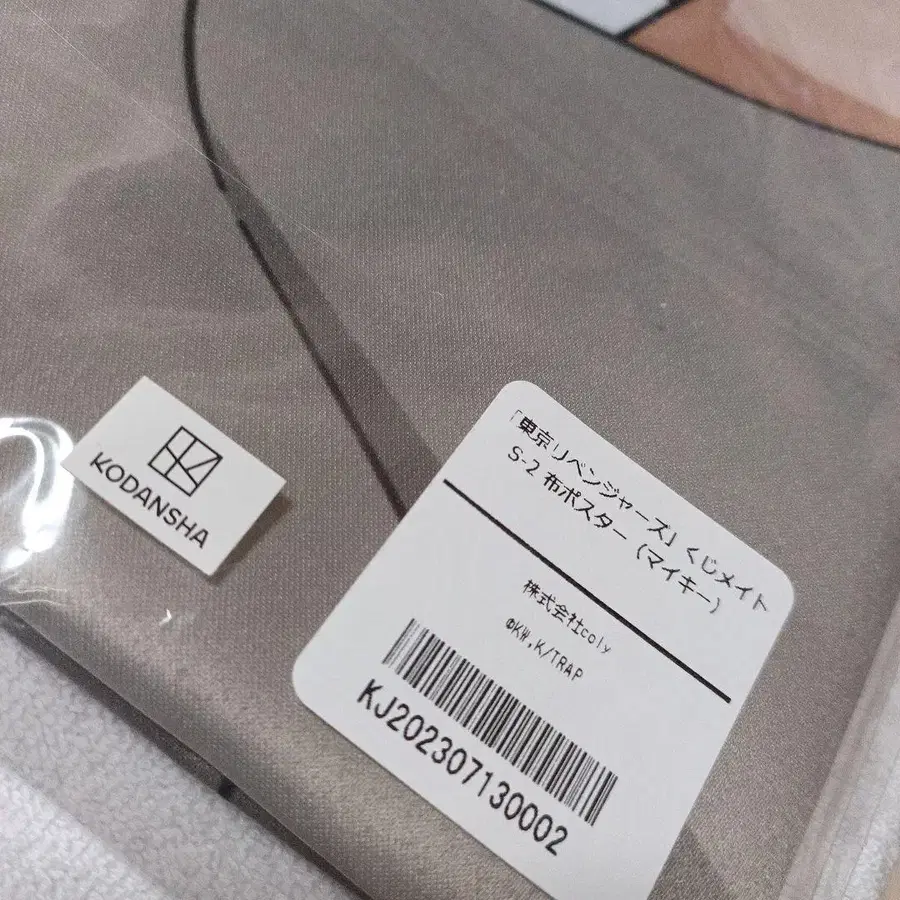 KODANSHA
「東京リベンジャーズ」くじメイト
S-2 布ポスター（マイキー）
株式会社coly
©KW,K/TRAP
KJ202307130002